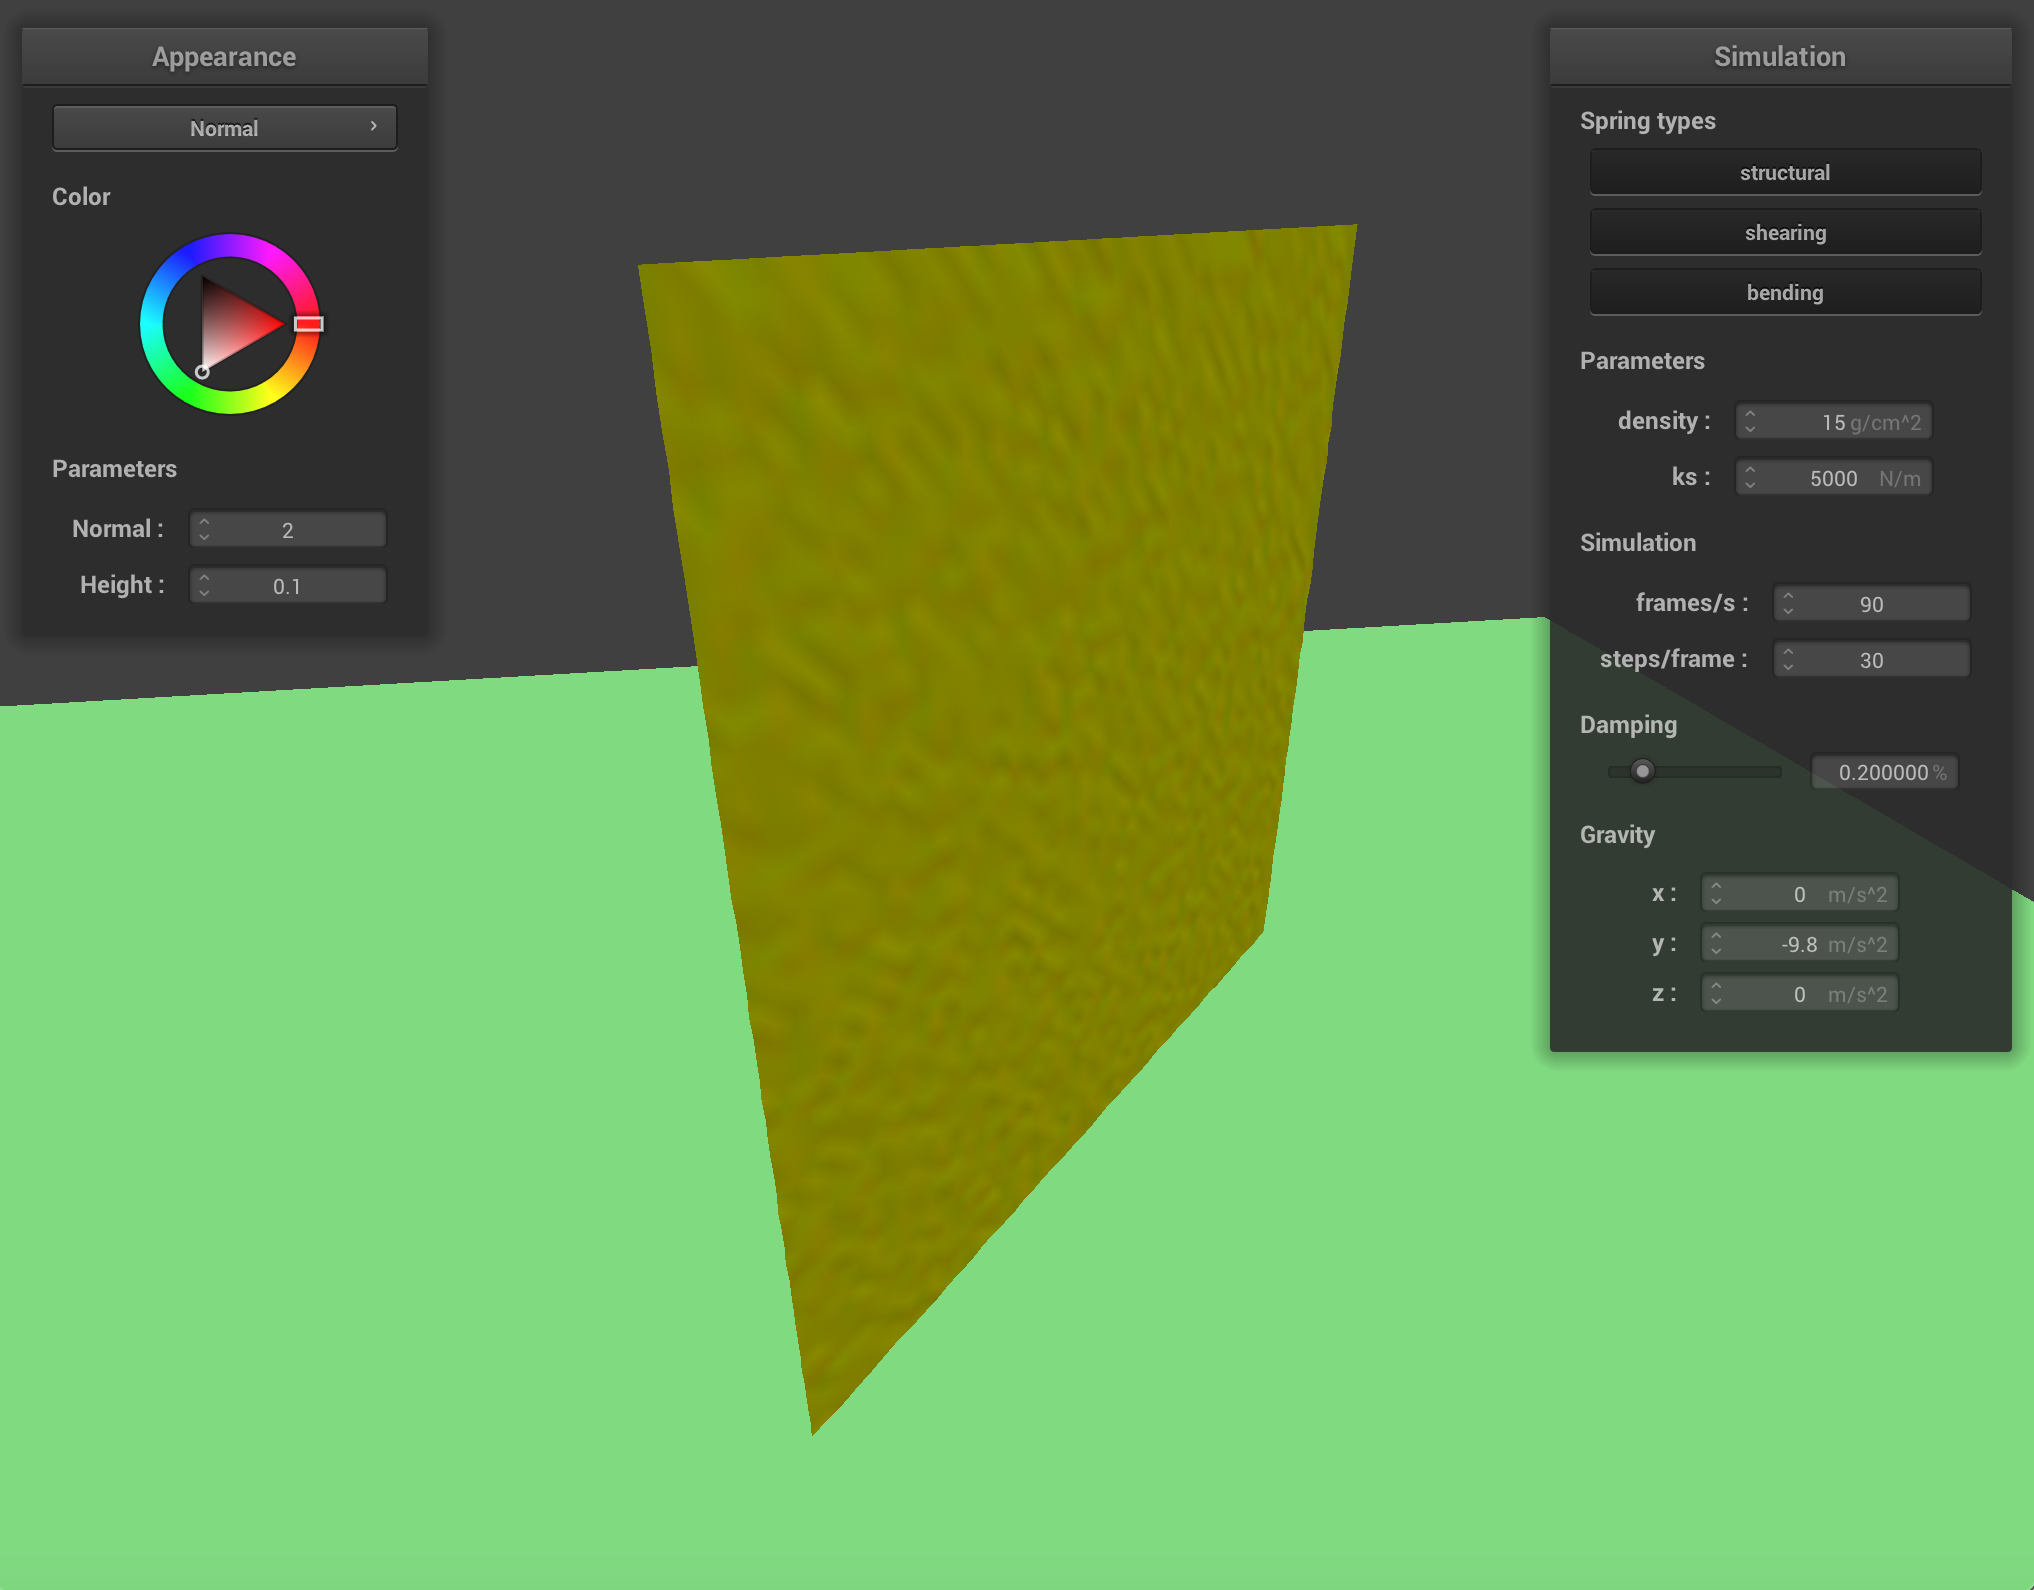 Appearance
Normal
Color
Parameters
Normal : 2
Height : 0.1
Simulation
Spring types
structural
shearing
bending
Parameters
density : 15 g/cm^2
ks : 5000 N/m
Simulation
frames/s : 90
steps/frame : 30
Damping
0.200000 %
Gravity
x : 0 m/s^2
y : -9.8 m/s^2
z : 0 m/s^2